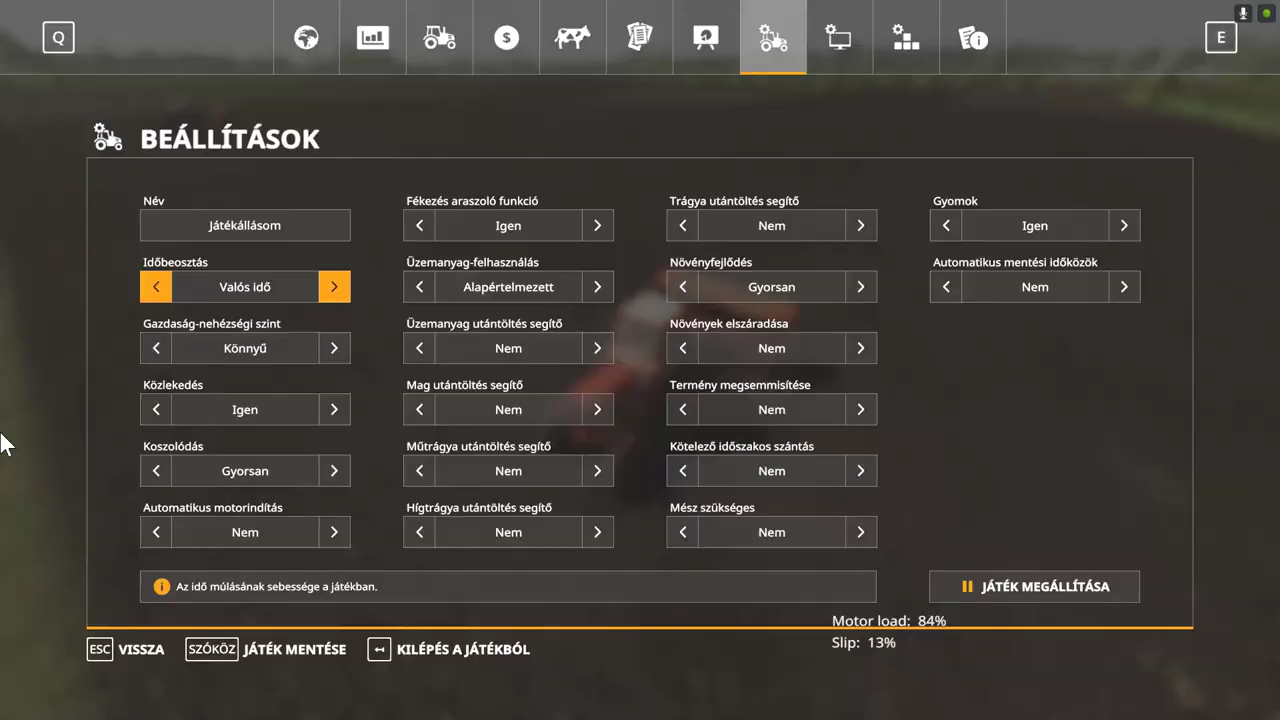 Q
$
E
BEÁLLÍTÁSOK
Név
Játékállásom
Időbeosztás
Valós idő
Gazdaság-nehézségi szint
Könnyű
Közlekedés
Igen
Koszolódás
Gyorsan
Automatikus motorindítás
Nem
Fékezés araszoló funkció
Igen
Üzemanyag-felhasználás
Alapértelmezett
Üzemanyag utántöltés segítő
Nem
Mag utántöltés segítő
Nem
Műtrágya utántöltés segítő
Nem
Hígtrágya utántöltés segítő
Nem
Trágya utántöltés segítő
Nem
Növényfejlődés
Gyorsan
Növények elszáradása
Nem
Termény megsemmisítése
Nem
Kötelező időszakos szántás
Nem
Mész szükséges
Nem
Gyomok
Igen
Automatikus mentési időközök
Nem
Az idő múlásának sebessége a játékban.
JÁTÉK MEGÁLLÍTÁSA
Motor load: 84%
Slip: 13%
ESC VISSZA SZÓKÖZ JÁTÉK MENTÉSE KILÉPÉS A JÁTÉKBÓL